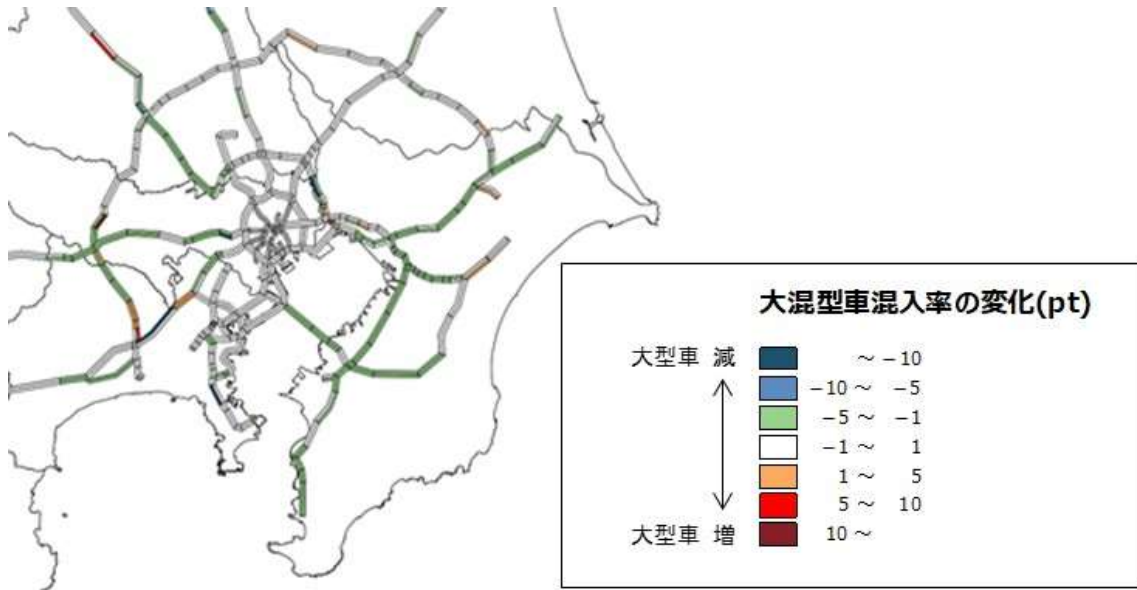 大混型車混入率の変化(pt)
大型車 減
～ －10
－10 ～ －5
－5 ～ －1
－1 ～ 1
1 ～ 5
5 ～ 10
大型車 増
10 ～